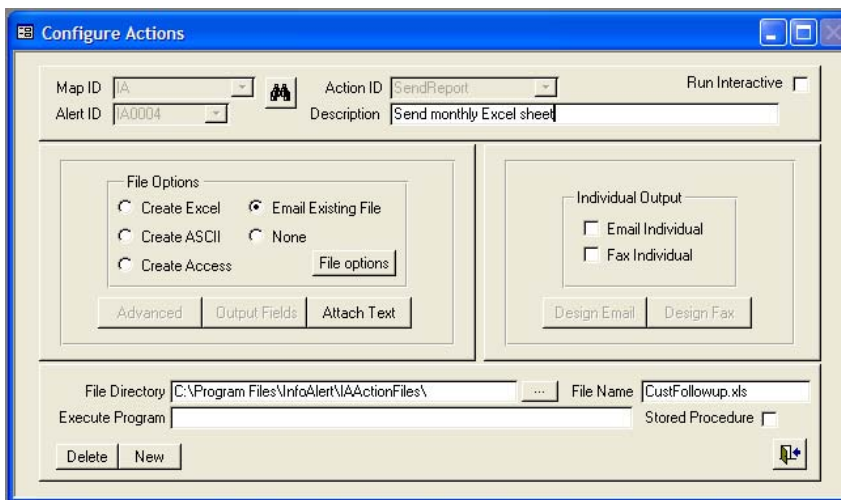 Configure Actions
Map ID IA Action ID SendReport Run Interactive
Alert ID IA0004 Description Send monthly Excel sheet
File Options
Create Excel Email Existing File
Create ASCII None
Create Access File options
Advanced Output Fields Attach Text
Individual Output
Email Individual
Fax Individual
Design Email Design Fax
File Directory C:\Program Files\InfoAlert\IAActionFiles\ ... File Name CustFollowup.xls
Execute Program Stored Procedure
Delete New